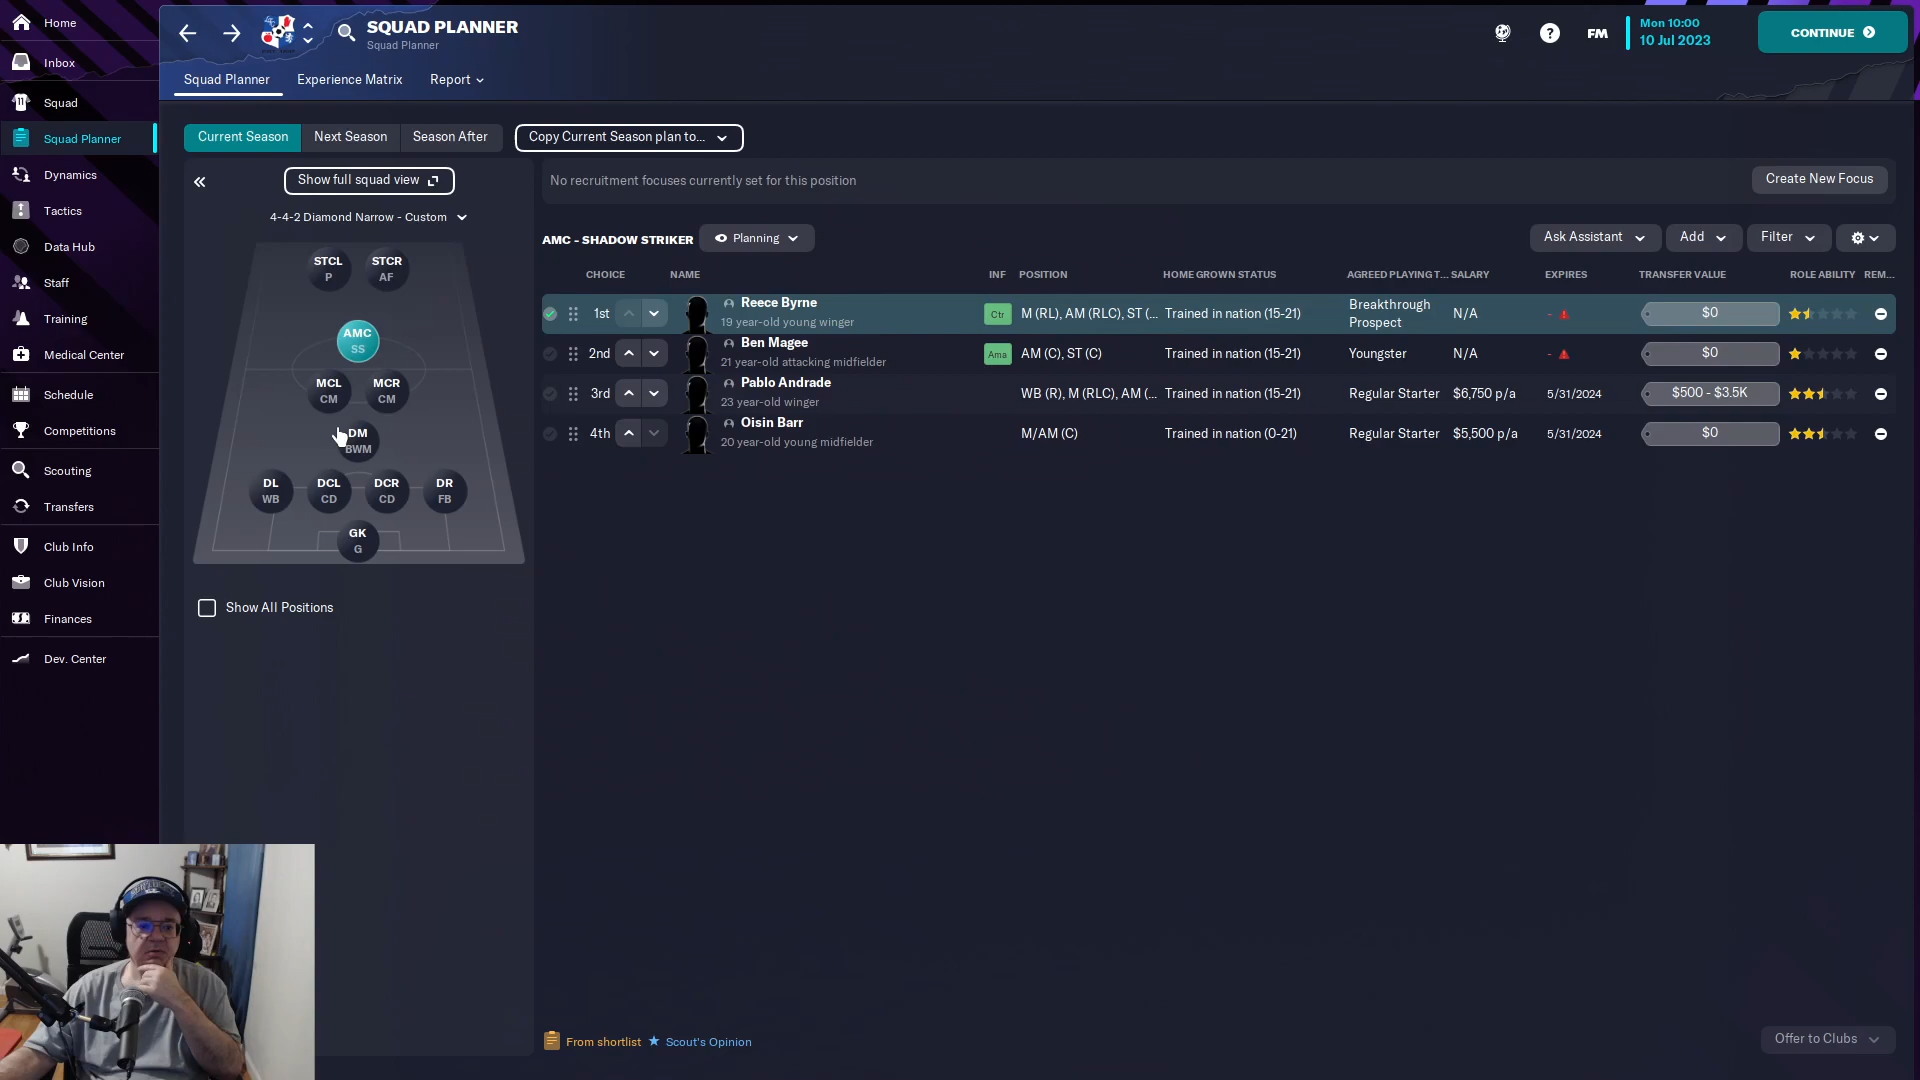 Home
Inbox
Squad
Squad Planner
Dynamics
Tactics
Data Hub
Staff
Training
Medical Center
Schedule
Competitions
Scouting
Transfers
Club Info
Club Vision
Finances
Dev. Center
SQUAD PLANNER
Squad Planner
FM
Mon 10:00
10 Jul 2023
CONTINUE
Squad Planner
Experience Matrix
Report
Current Season
Next Season
Season After
Copy Current Season plan to...
Show full squad view
4-4-2 Diamond Narrow - Custom
STCL
P
STCR
AF
AMC
SS
MCL
CM
MCR
CM
DM
BWM
DL
WB
DCL
CD
DCR
CD
DR
FB
GK
G
Show All Positions
No recruitment focuses currently set for this position
Create New Focus
AMC - SHADOW STRIKER
Planning
Ask Assistant
Add
Filter
CHOICE NAME INF POSITION HOME GROWN STATUS AGREED PLAYING T... SALARY EXPIRES TRANSFER VALUE ROLE ABILITY REM...
1st Reece Byrne Ctr M (RL), AM (RLC), ST (... Trained in nation (15-21) Breakthrough Prospect N/A - $0
19 year-old young winger
2nd Ben Magee Ama AM (C), ST (C) Trained in nation (15-21) Youngster N/A - $0
21 year-old attacking midfielder
3rd Pablo Andrade WB (R), M (RLC), AM (... Trained in nation (15-21) Regular Starter $6,750 p/a 5/31/2024 $500 - $3.5K
23 year-old winger
4th Oisin Barr M/AM (C) Trained in nation (0-21) Regular Starter $5,500 p/a 5/31/2024 $0
20 year-old young midfielder
From shortlist
Scout's Opinion
Offer to Clubs